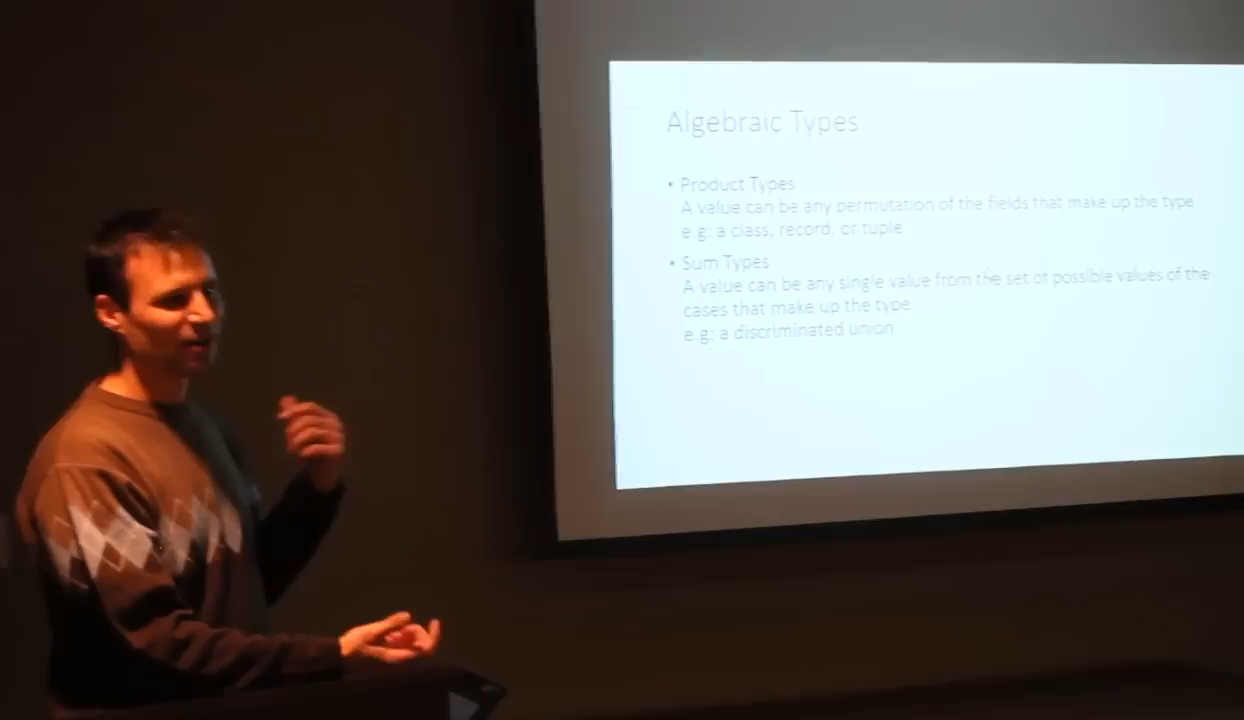 Algebraic Types
• Product Types
A value can be any permutation of the fields that make up the type
e g: a class, record, or tuple
• Sum Types
A value can be any single value from the set of possible values of the
cases that make up the type
e.g: a discriminated union